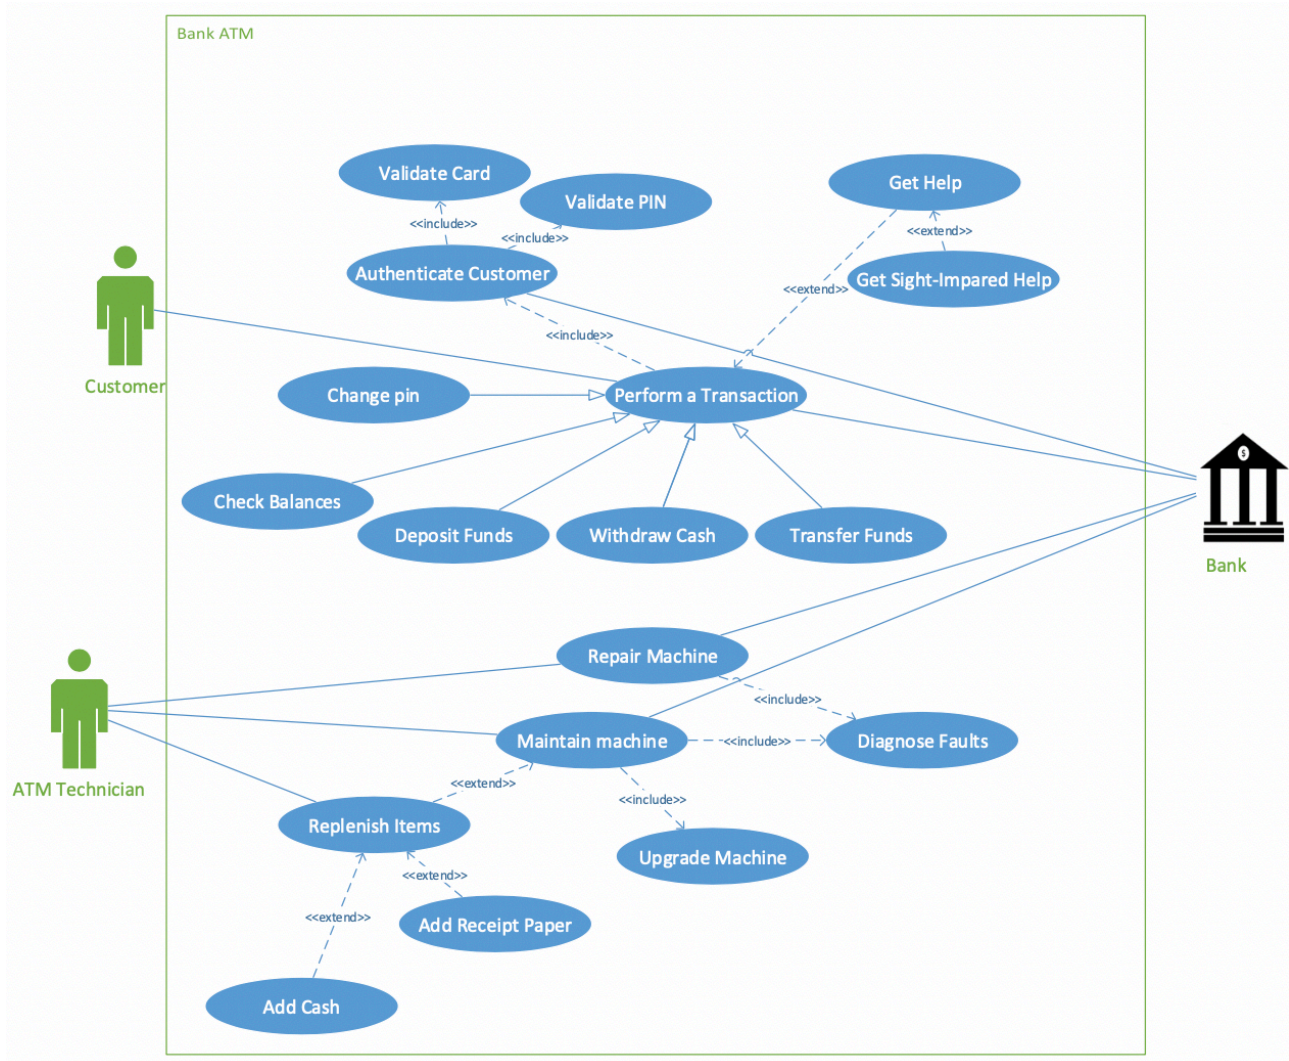 Bank ATM
Validate Card
Validate PIN
Get Help
<<include>>
<<include>>
<<extend>>
Authenticate Customer
Get Sight-Impared Help
<<extend>>
<<include>>
Customer
Change pin
Perform a Transaction
Check Balances
Deposit Funds
Withdraw Cash
Transfer Funds
$
Bank
Repair Machine
<<include>>
Maintain machine
<<include>>
Diagnose Faults
ATM Technician
<<extend>>
<<include>>
Replenish Items
Upgrade Machine
<<extend>>
<<extend>>
Add Receipt Paper
Add Cash